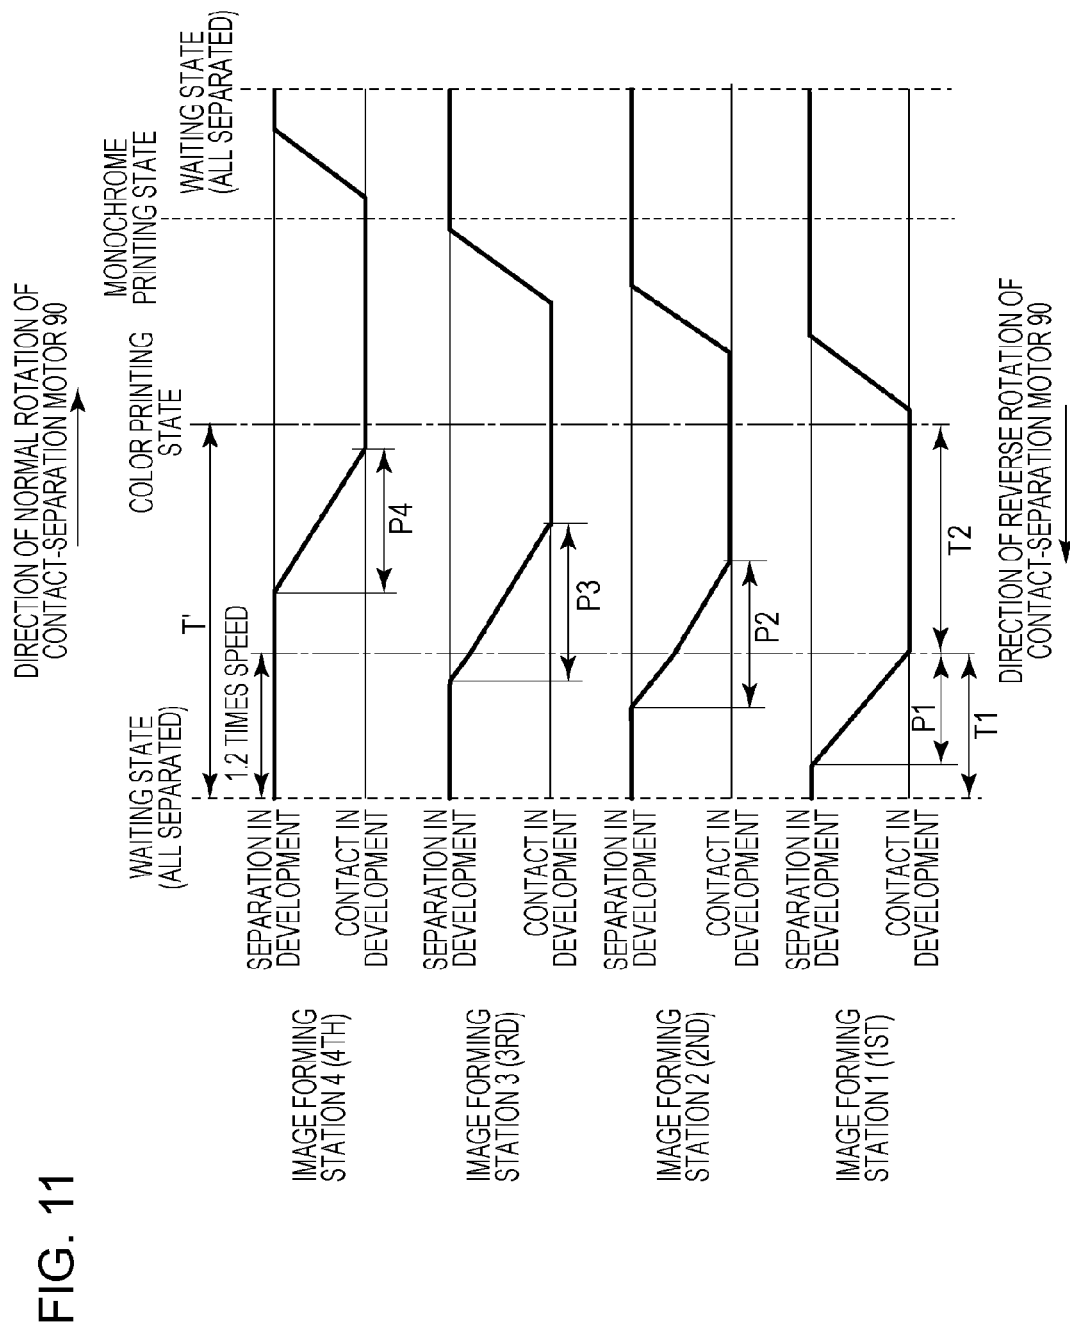 FIG. 11
DIRECTION OF NORMAL ROTATION OF
CONTACT-SEPARATION MOTOR 90
WAITING STATE
(ALL SEPARATED)
COLOR PRINTING
STATE
MONOCHROME
PRINTING STATE
WAITING STATE
(ALL SEPARATED)
T'
1.2 TIMES SPEED
IMAGE FORMING
STATION 4 (4TH)
SEPARATION IN
DEVELOPMENT
CONTACT IN
DEVELOPMENT
P4
IMAGE FORMING
STATION 3 (3RD)
SEPARATION IN
DEVELOPMENT
CONTACT IN
DEVELOPMENT
P3
IMAGE FORMING
STATION 2 (2ND)
SEPARATION IN
DEVELOPMENT
CONTACT IN
DEVELOPMENT
P2
IMAGE FORMING
STATION 1 (1ST)
SEPARATION IN
DEVELOPMENT
CONTACT IN
DEVELOPMENT
P1
T1
T2
DIRECTION OF REVERSE ROTATION OF
CONTACT-SEPARATION MOTOR 90